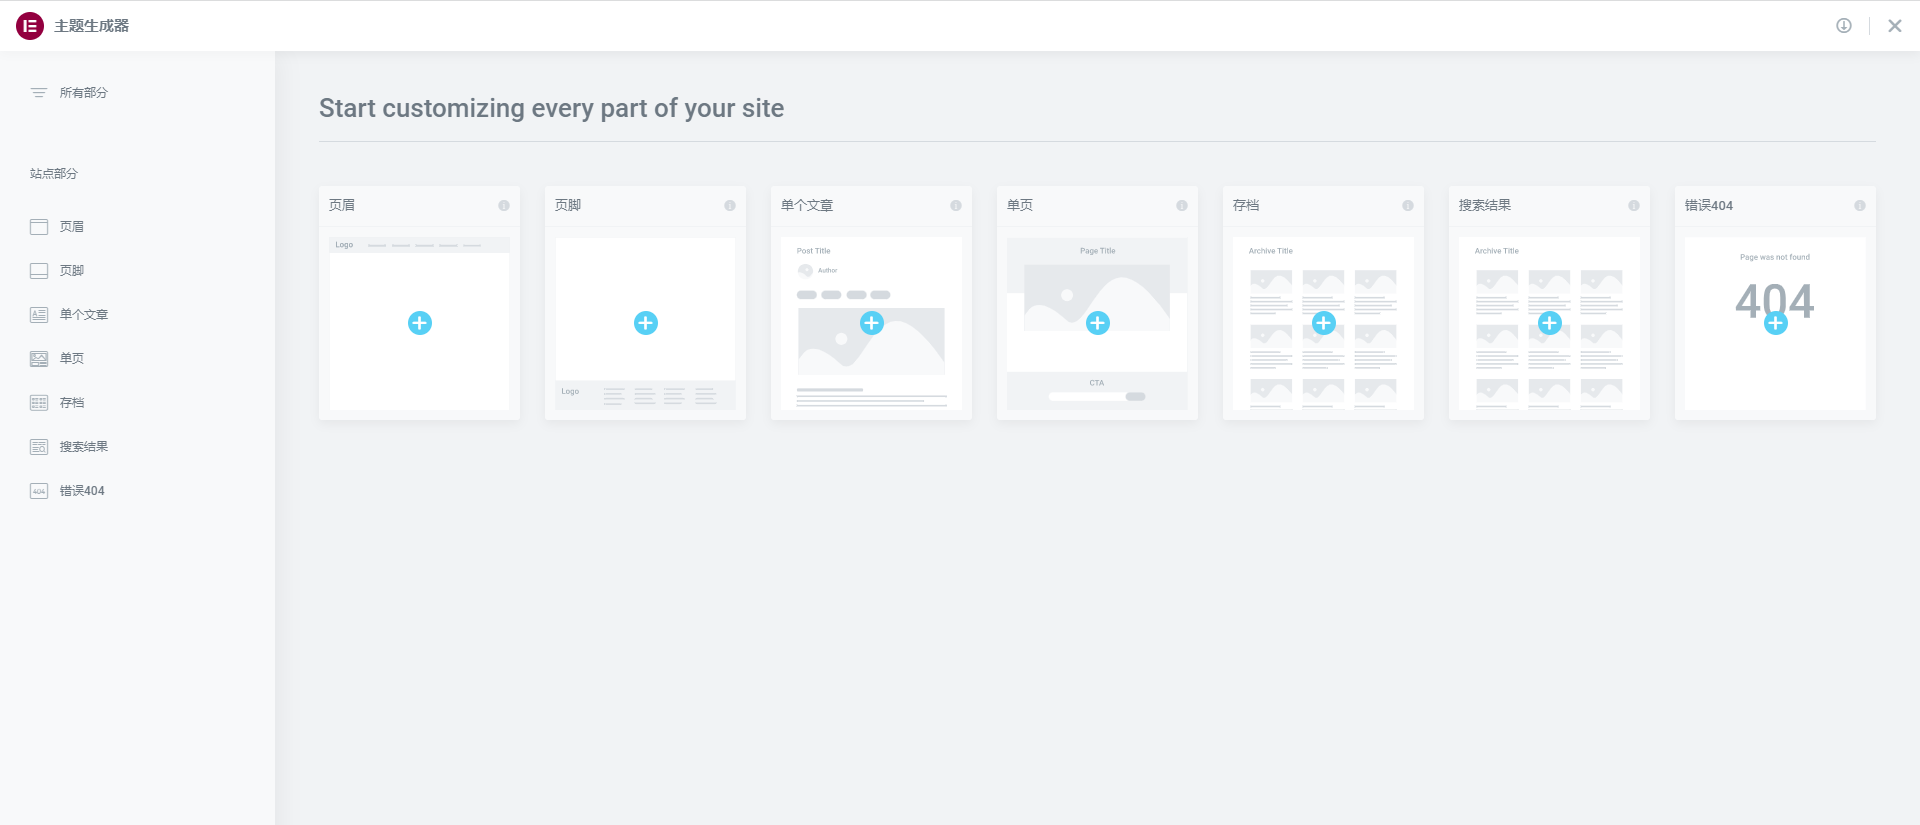 主题生成器
所有部分
站点部分
页眉
页脚
单个文章
单页
存档
搜索结果
404
错误404
Start customizing every part of your site
页眉
Logo
页脚
Logo
单个文章
Post Title
Author
单页
Page Title
CTA
存档
Archive Title
搜索结果
Archive Title
错误404
Page was not found
404